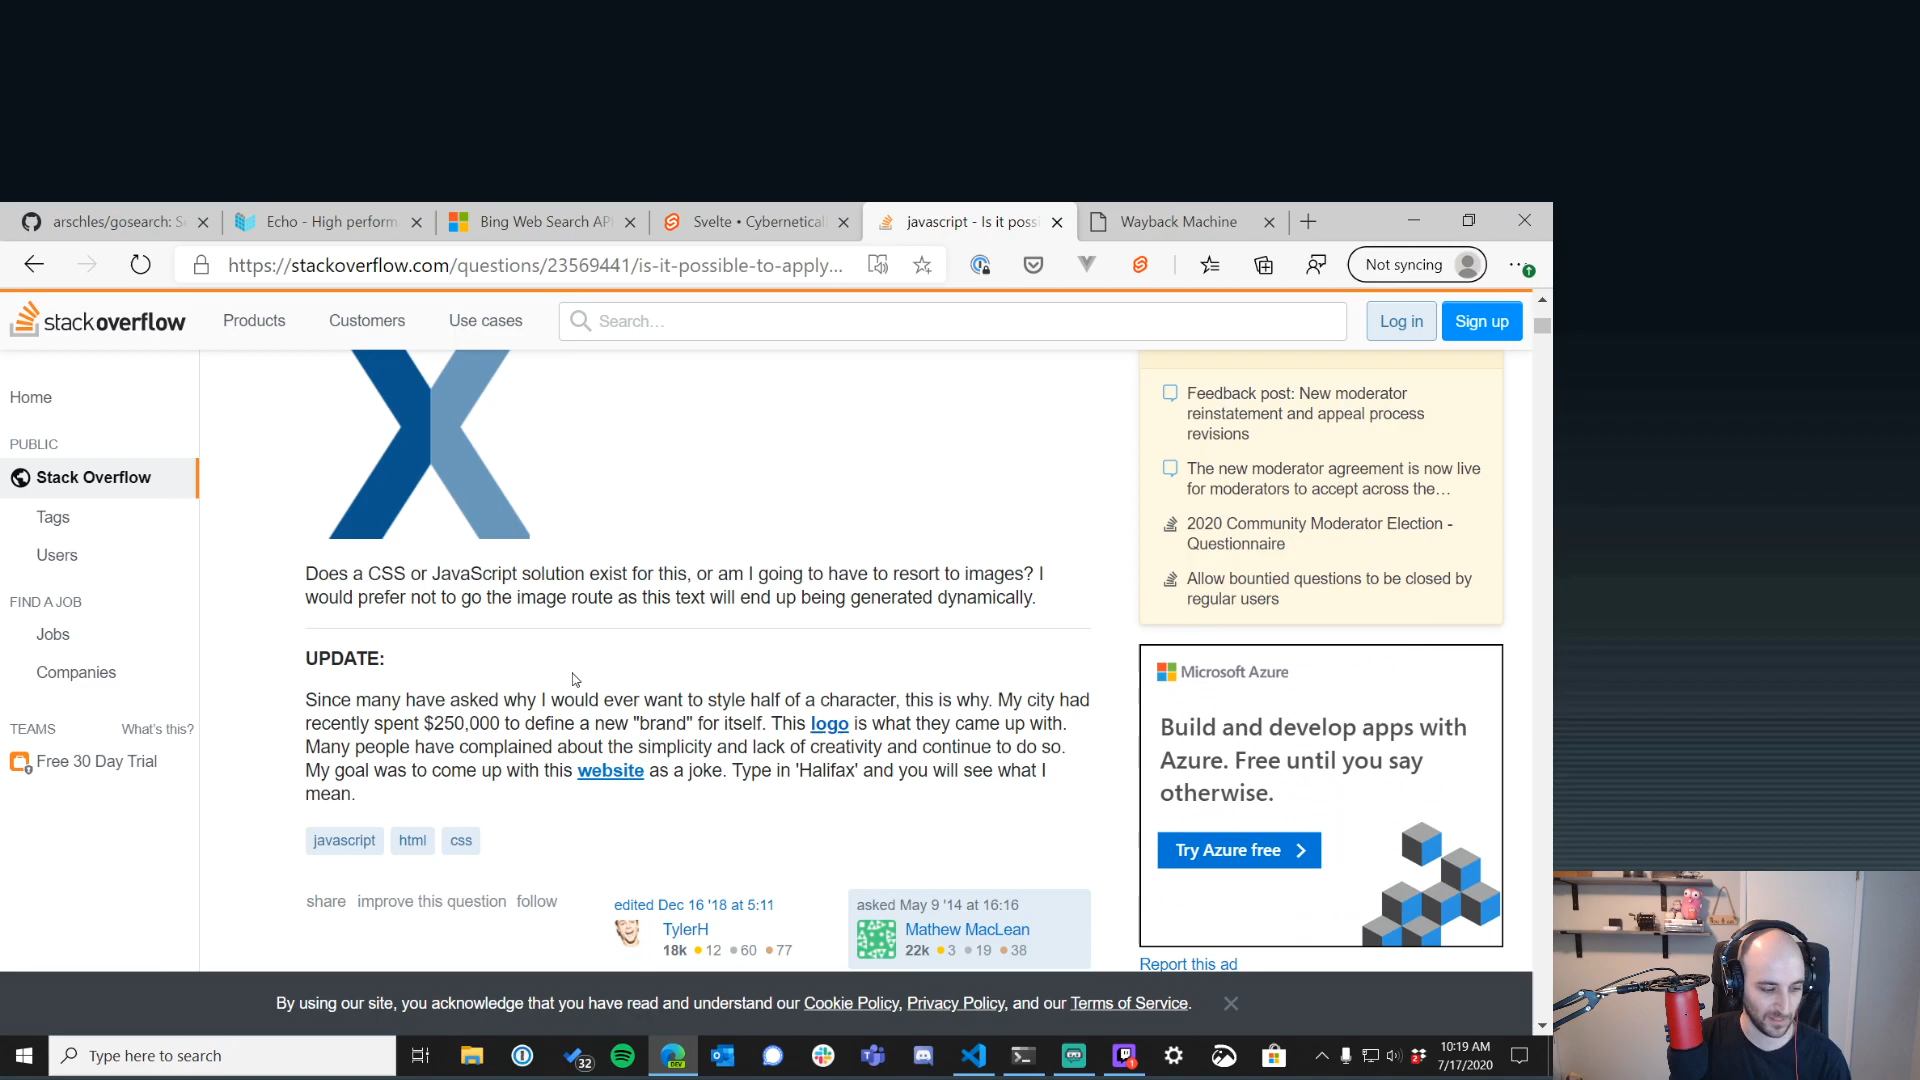 arschles/gosearch: S
Echo - High perform
Bing Web Search API
Svelte • Cybernetical
javascript - Is it possi
Wayback Machine
https://stackoverflow.com/questions/23569441/is-it-possible-to-apply...
Not syncing
stackoverflow
Products
Customers
Use cases
Search...
Log in
Sign up
Home
PUBLIC
Stack Overflow
Tags
Users
FIND A JOB
Jobs
Companies
TEAMS
What's this?
Free 30 Day Trial
X
Does a CSS or JavaScript solution exist for this, or am I going to have to resort to images? I
would prefer not to go the image route as this text will end up being generated dynamically.
UPDATE:
Since many have asked why I would ever want to style half of a character, this is why. My city had
recently spent $250,000 to define a new "brand" for itself. This logo is what they came up with.
Many people have complained about the simplicity and lack of creativity and continue to do so.
My goal was to come up with this website as a joke. Type in 'Halifax' and you will see what I
mean.
javascript
html
css
share improve this question follow
edited Dec 16 '18 at 5:11
TylerH
18k 12 60 77
asked May 9 '14 at 16:16
Mathew MacLean
22k 3 19 38
Feedback post: New moderator
reinstatement and appeal process
revisions
The new moderator agreement is now live
for moderators to accept across the...
2020 Community Moderator Election -
Questionnaire
Allow bountied questions to be closed by
regular users
Microsoft Azure
Build and develop apps with
Azure. Free until you say
otherwise.
Try Azure free
Report this ad
By using our site, you acknowledge that you have read and understand our Cookie Policy, Privacy Policy, and our Terms of Service.
Type here to search
32
DEV
1
10:19 AM
7/17/2020